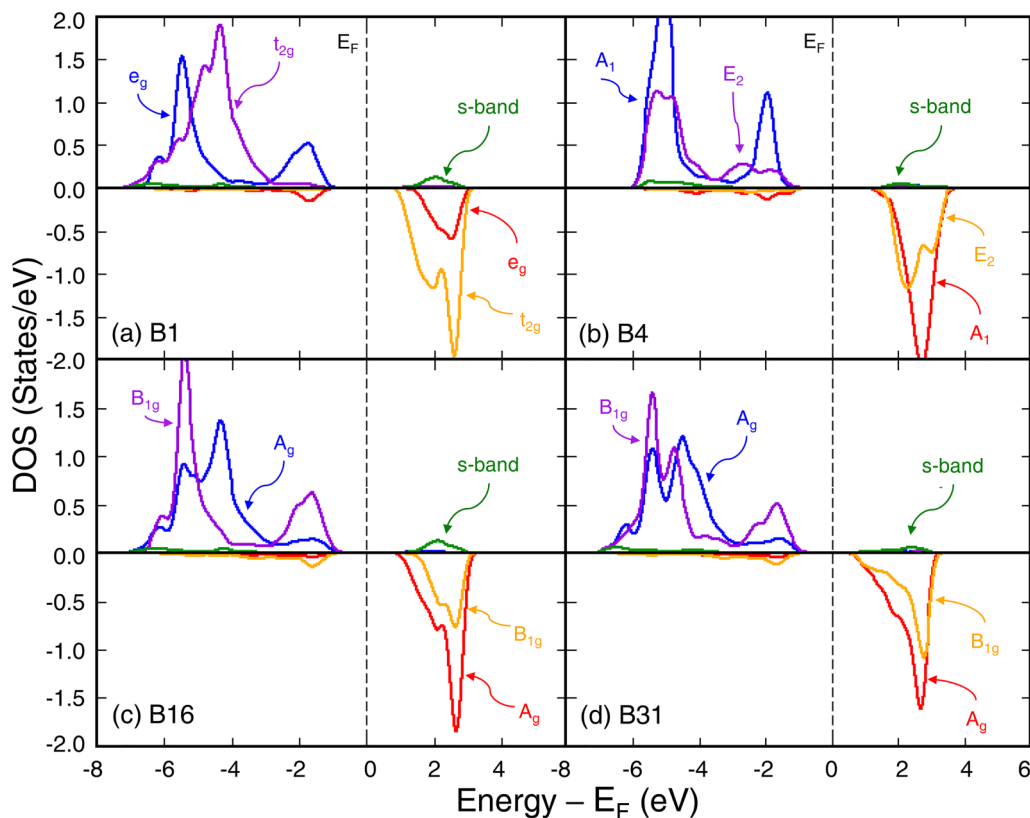 DOS (States/eV)
2.0
1.5
1.0
0.5
0.0
-0.5
-1.0
-1.5
-2.0
1.5
1.0
0.5
0.0
-0.5
-1.0
-1.5
-2.0
E_F
t_2g
e_g
s-band
e_g
t_2g
(a) B1
E_F
A_1
E_2
s-band
E_2
A_1
(b) B4
B_1g
A_g
s-band
B_1g
A_g
(c) B16
B_1g
A_g
s-band
B_1g
A_g
(d) B31
-8 -6 -4 -2 0 2 4 -6 -4 -2 0 2 4 6
Energy – E_F (eV)